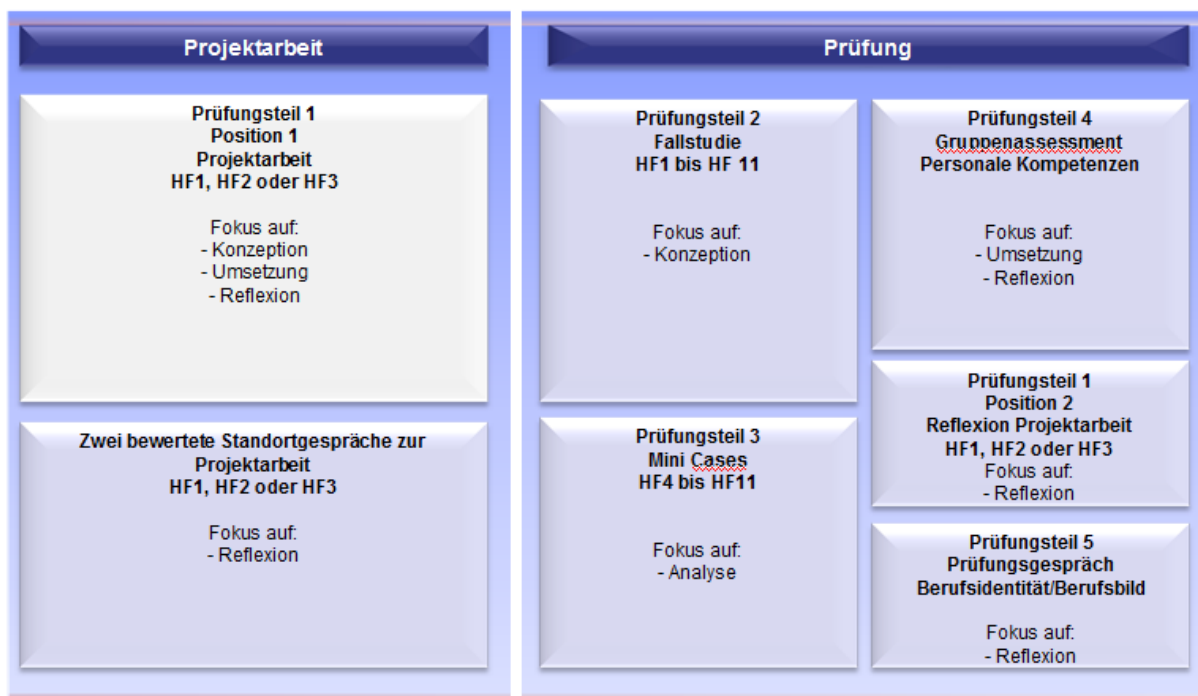 Projektarbeit
Prüfungsteil 1
Position 1
Projektarbeit
HF1, HF2 oder HF3
Fokus auf:
- Konzeption
- Umsetzung
- Reflexion
Zwei bewertete Standortgespräche zur
Projektarbeit
HF1, HF2 oder HF3
Fokus auf:
- Reflexion
Prüfung
Prüfungsteil 2
Fallstudie
HF1 bis HF 11
Fokus auf:
- Konzeption
Prüfungsteil 3
Mini Cases
HF4 bis HF11
Fokus auf:
- Analyse
Prüfungsteil 4
Gruppenassessment
Personale Kompetenzen
Fokus auf:
- Umsetzung
- Reflexion
Prüfungsteil 1
Position 2
Reflexion Projektarbeit
HF1, HF2 oder HF3
Fokus auf:
- Reflexion
Prüfungsteil 5
Prüfungsgespräch
Berufsidentität/Berufsbild
Fokus auf:
- Reflexion